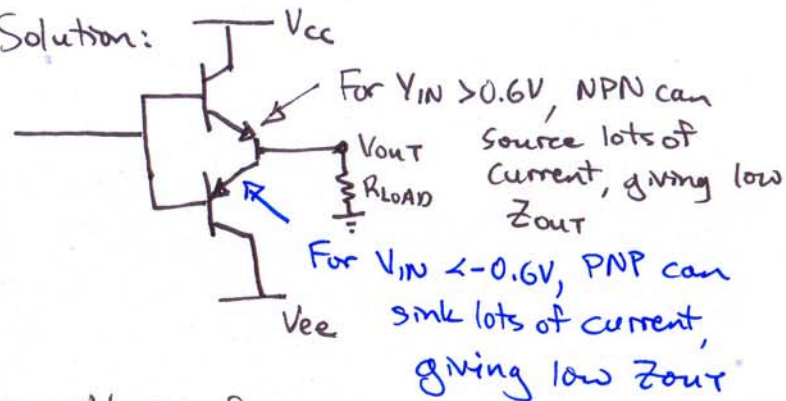 Solution:
Vcc
For VIN >0.6V, NPN can
source lots of
current, giving low
ZOUT
VOUT
RLOAD
For VIN <-0.6V, PNP can
sink lots of current,
giving low ZOUT
Vee